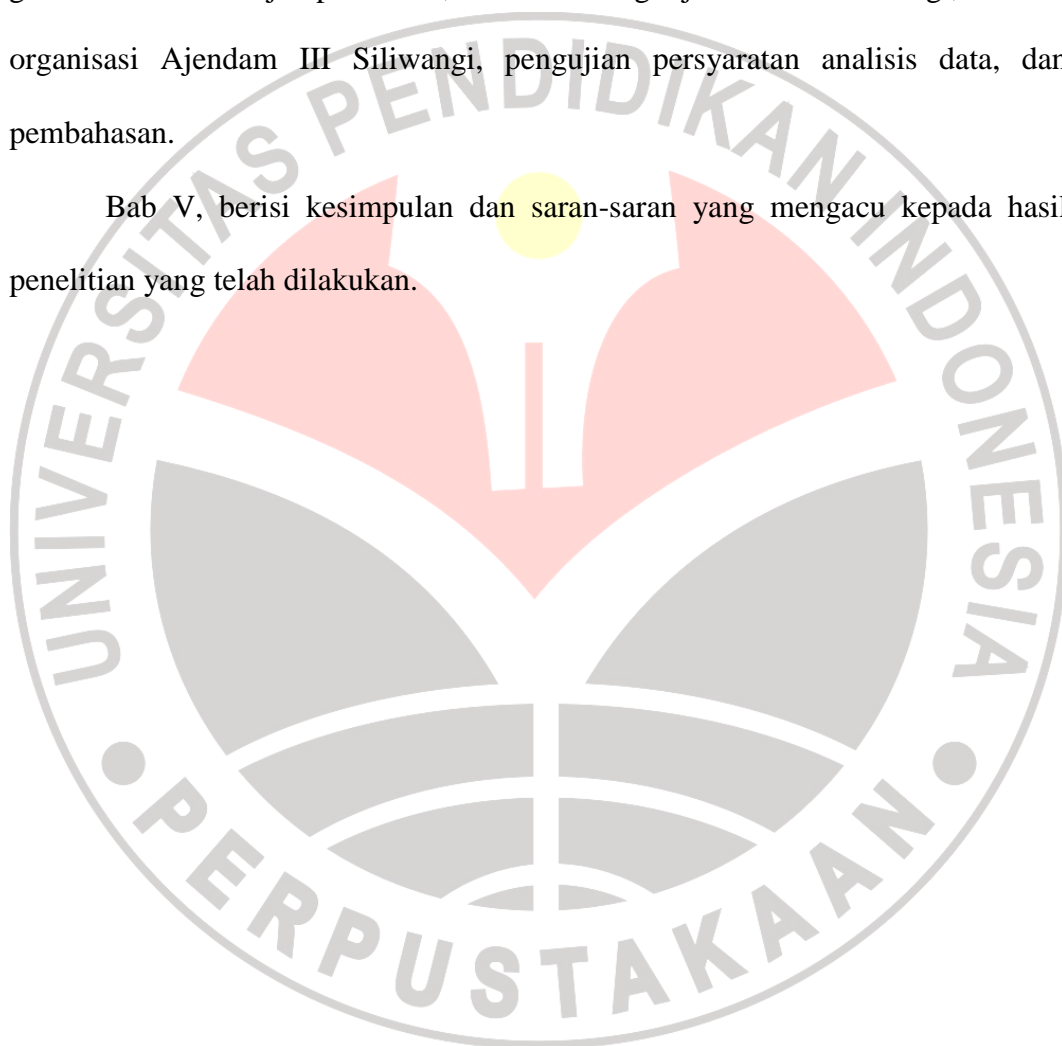 organisasi Ajendam III Siliwangi, pengujian persyaratan analisis data, dan
pembahasan.
Bab V, berisi kesimpulan dan saran-saran yang mengacu kepada hasil
penelitian yang telah dilakukan.
UNIVERSITAS PENDIDIKAN INDONESIA
PERPUSTAKAAN